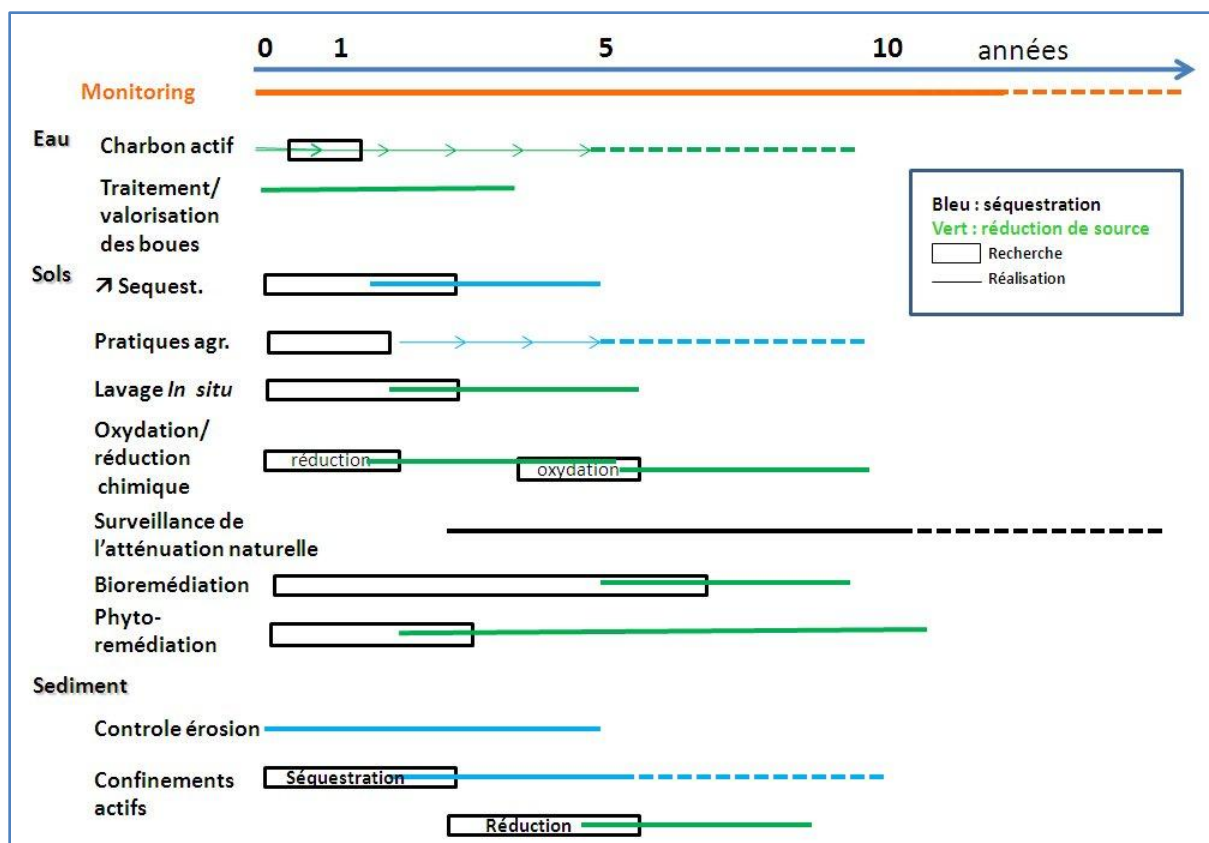 0 1 5 10 années
Monitoring
Eau
Charbon actif
Traitement/
valorisation
des boues
Bleu : séquestration
Vert : réduction de source
Recherche
Réalisation
Sols
↗ Sequest.
Pratiques agr.
Lavage In situ
Oxydation/
réduction
chimique
réduction
oxydation
Surveillance de
l'atténuation naturelle
Bioremédiation
Phyto-
remédiation
Sediment
Controle érosion
Confinements
actifs
Séquestration
Réduction